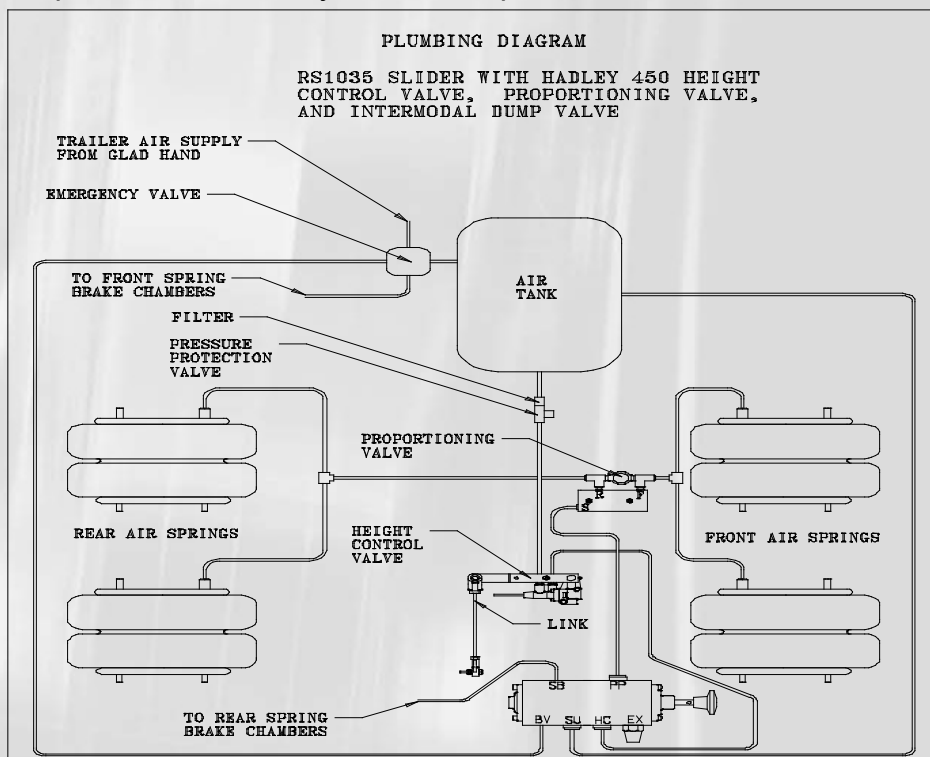 PLUMBING DIAGRAM
RS1035 SLIDER WITH HADLEY 450 HEIGHT
CONTROL VALVE, PROPORTIONING VALVE,
AND INTERMODAL DUMP VALVE
TRAILER AIR SUPPLY
FROM GLAD HAND
EMERGENCY VALVE
TO FRONT SPRING
BRAKE CHAMBERS
AIR
TANK
FILTER
PRESSURE
PROTECTION
VALVE
PROPORTIONING
VALVE
REAR AIR SPRINGS
FRONT AIR SPRINGS
HEIGHT
CONTROL
VALVE
LINK
SB
PP
TO REAR SPRING
BRAKE CHAMBERS
BV SU HC EX